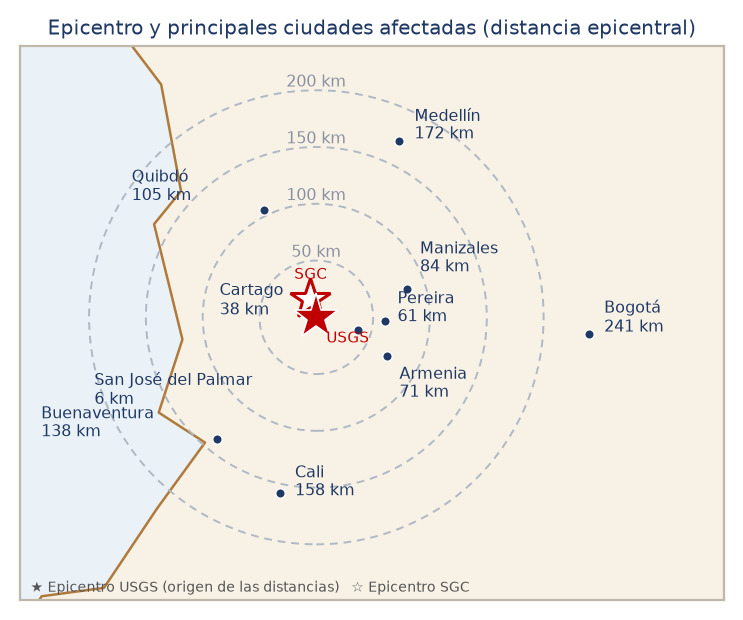 Epicentro y principales ciudades afectadas (distancia epicentral)
200 km
Medellín
172 km
150 km
Quibdó
105 km
100 km
Manizales
84 km
50 km
SGC
Cartago
38 km
Pereira
61 km
Bogotá
241 km
USGS
Armenia
71 km
San José del Palmar
6 km
Buenaventura
138 km
Cali
158 km
★ Epicentro USGS (origen de las distancias) ☆ Epicentro SGC